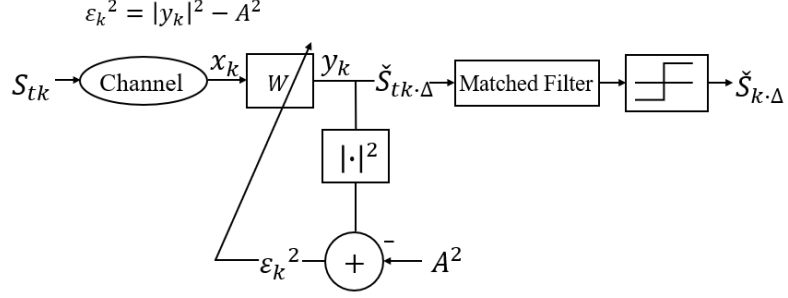 εₖ² = |yₖ|² − A²
Sₜₖ Channel xₖ W yₖ Šₜₖ.Δ Matched Filter Šₖ.Δ
|·|²
εₖ² + - A²